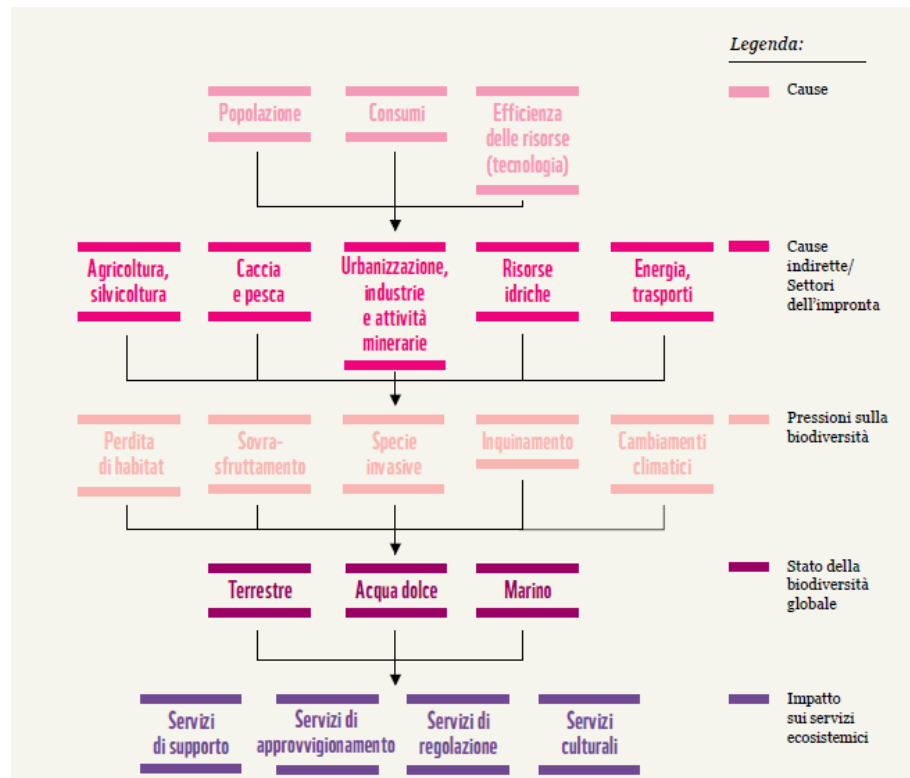 Legenda:
Cause
Popolazione
Consumi
Efficienza
delle risorse
(tecnologia)
Agricoltura,
silvicoltura
Caccia
e pesca
Urbanizzazione,
industrie
e attività
minerarie
Risorse
idriche
Energia,
trasporti
Cause
indirette/
Settori
dell'impronta
Perdita
di habitat
Sovra-
sfruttamento
Specie
invasive
Inquinamento
Cambiamenti
climatici
Pressioni sulla
biodiversità
Terrestre
Acqua dolce
Marino
Stato della
biodiversità
globale
Servizi
di supporto
Servizi di
approvvigionamento
Servizi di
regolazione
Servizi
culturali
Impatto
sui servizi
ecosistemici